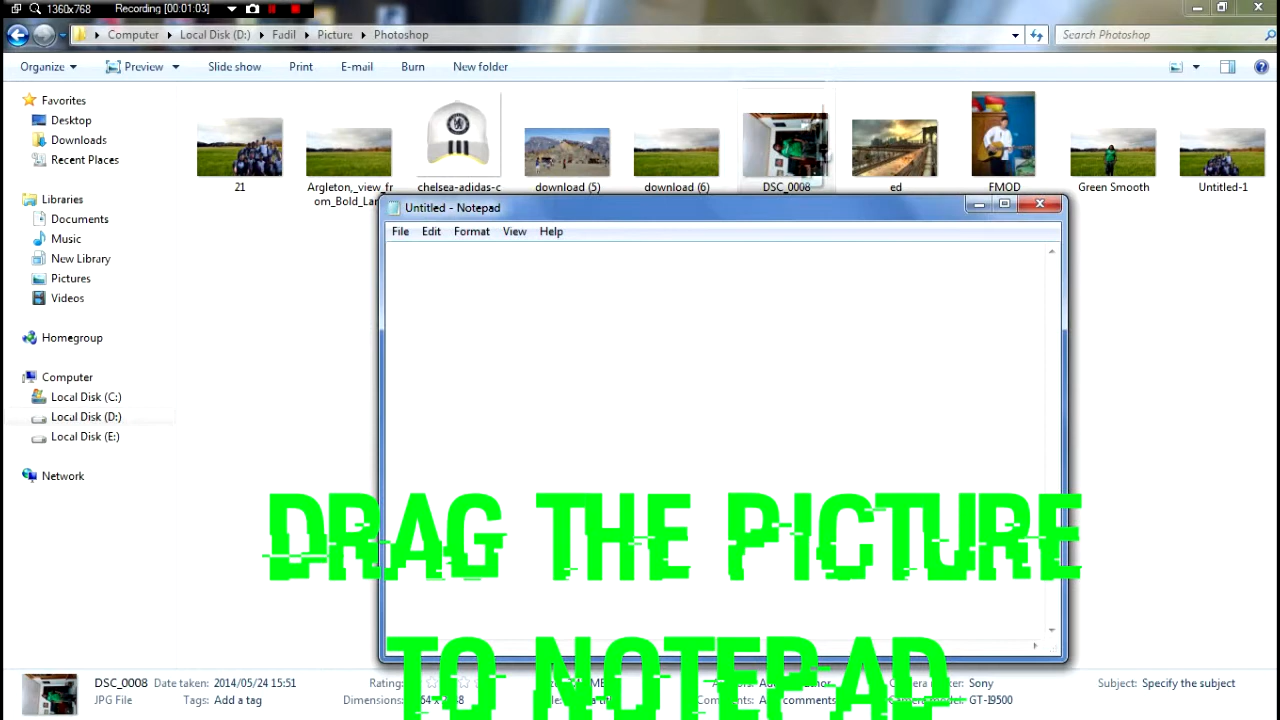 1360x768 Recording [00:01:03]
Computer Local Disk (D:) Fadil Picture Photoshop Search Photoshop
Organize Preview Slide show Print E-mail Burn New folder
Favorites
Desktop
Downloads
Recent Places
Libraries
Documents
Music
New Library
Pictures
Videos
Homegroup
Computer
Local Disk (C:)
Local Disk (D:)
Local Disk (E:)
Network
21
Argleton,_view_fr
om_Bold_Lan
chelsea-adidas-c
download (5)
download (6)
DSC_0008
ed
FMOD
Green Smooth
Untitled-1
Untitled - Notepad
File Edit Format View Help
DRAG THE PICTURE
TO NOTEPAD
DSC_0008 Date taken: 2014/05/24 15:51 Rating: Sony Subject: Specify the subject
JPG File Tags: Add a tag Dimensions: GT-I9500